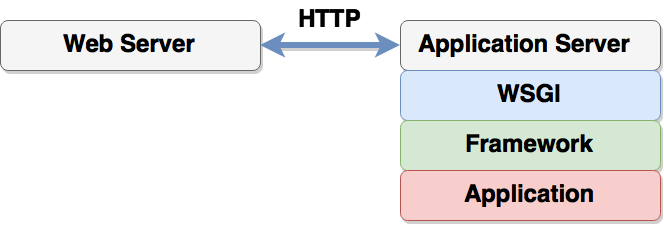 HTTP
Web Server
Application Server
WSGI
Framework
Application